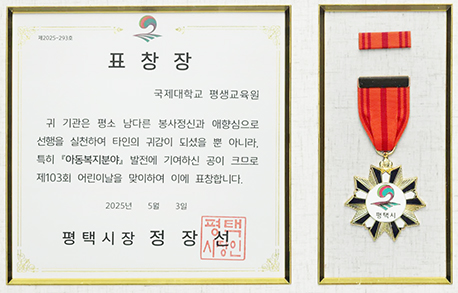 제2025-293호
표 창 장
국제대학교 평생교육원
귀 기관은 평소 남다른 봉사정신과 애향심으로
선행을 실천하여 타인의 귀감이 되셨을 뿐 아니라,
특히 『아동복지분야』 발전에 기여하신 공이 크므로
제103회 어린이날을 맞이하여 이에 표창합니다.
2025년 5월 3일
평 택 시 장 정 장 선
평택
시장인
평택시